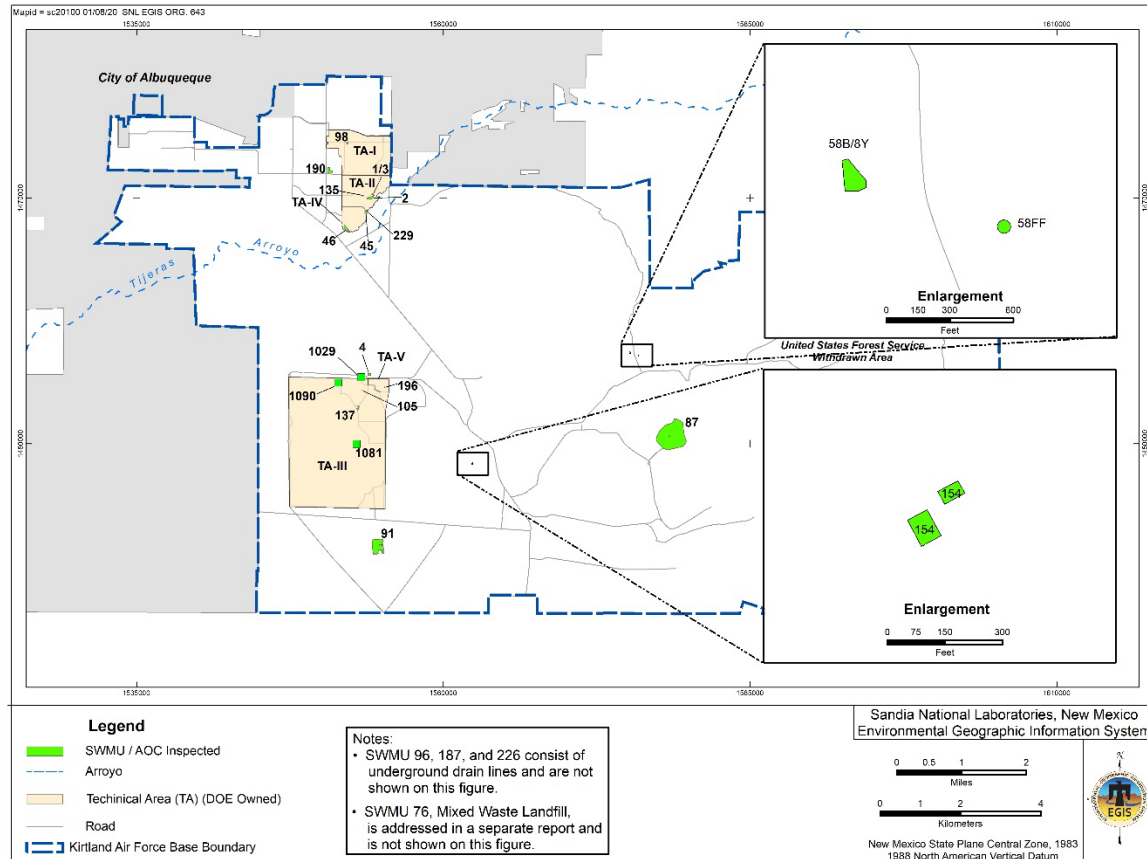 Mapid = sc20100 01/08/20 SNL EGIS ORG. 643
1535000
1560000
1585000
1610000
City of Albuqueque
98
TA-I
190
1/3
TA-II
135
2
TA-IV
229
46
45
1473000
1473000
Arroyo
Tijeras
58B/8Y
58FF
Enlargement
0 150 300 600
Feet
United States Forest Service
Withdrawn Area
4
TA-V
1029
196
1090
105
137
87
1081
TA-III
91
154
154
Enlargement
0 75 150 300
Feet
1535000
1560000
1585000
1610000
Legend
SWMU / AOC Inspected
Arroyo
Techinical Area (TA) (DOE Owned)
Road
Kirtland Air Force Base Boundary
Notes:
• SWMU 96, 187, and 226 consist of
underground drain lines and are not
shown on this figure.
• SWMU 76, Mixed Waste Landfill,
is addressed in a separate report and
is not shown on this figure.
Sandia National Laboratories, New Mexico
Environmental Geographic Information System
0 0.5 1 2
Miles
0 1 2 4
Kilometers
N
EGIS
New Mexico State Plane Central Zone, 1983
1988 North American Vertical Datum